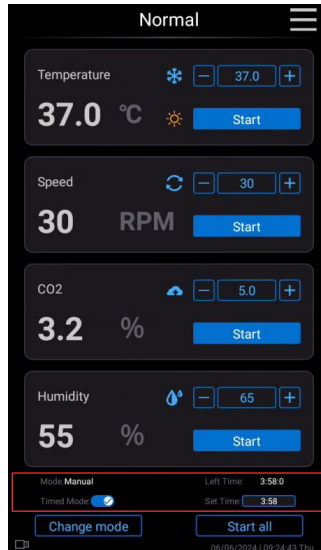 Normal
Temperature
37.0
37.0 °C
Start
Speed
30
30 RPM
Start
CO2
5.0
3.2 %
Start
Humidity
65
55 %
Start
Mode:Manual Left Time: 3:58:0
Timed Mode: Set Time: 3:58
Change mode Start all
06/06/2024 | 09:24:43 Thu